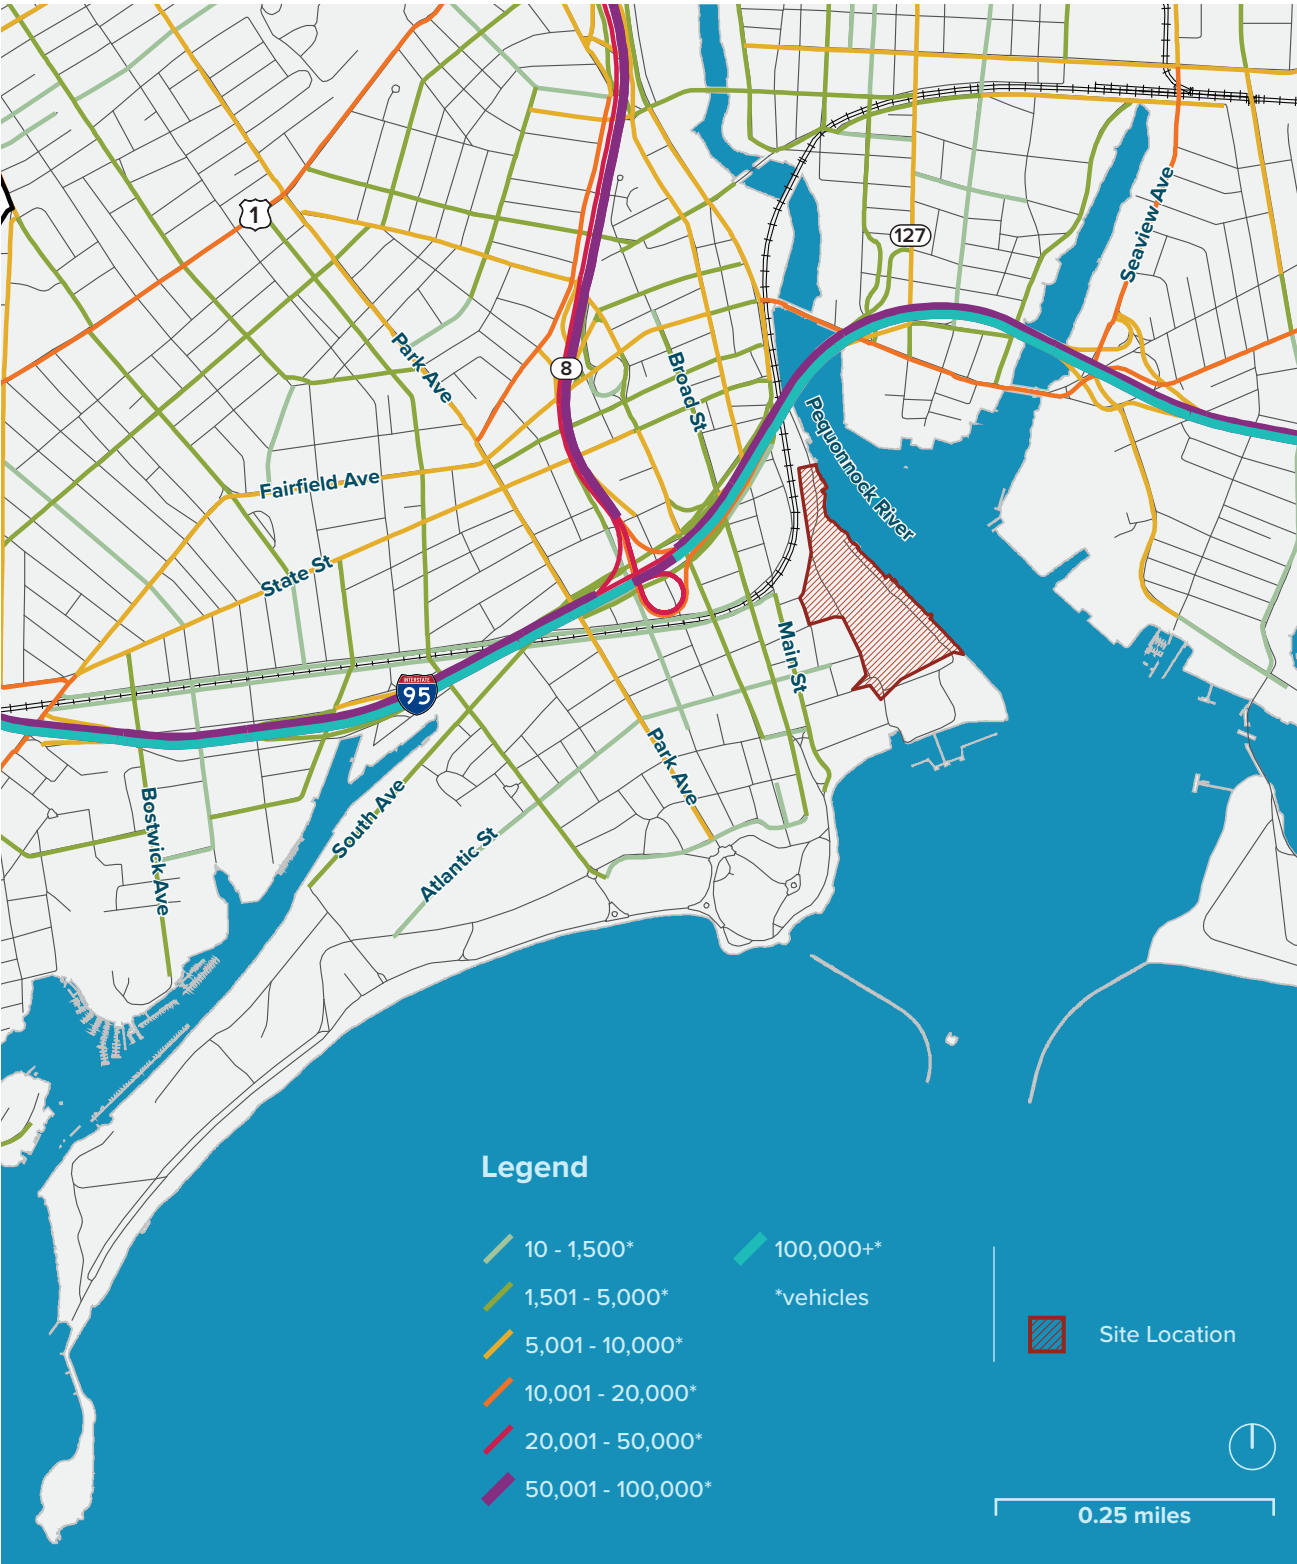 1
127
Seaview Ave
Park Ave
8
Broad St
Pequonnock River
Fairfield Ave
State St
Main St
INTERSTATE
95
Park Ave
Bostwick Ave
South Ave
Atlantic St
Legend
10 - 1,500*
1,501 - 5,000*
5,001 - 10,000*
10,001 - 20,000*
20,001 - 50,000*
50,001 - 100,000*
100,000+*
*vehicles
Site Location
0.25 miles